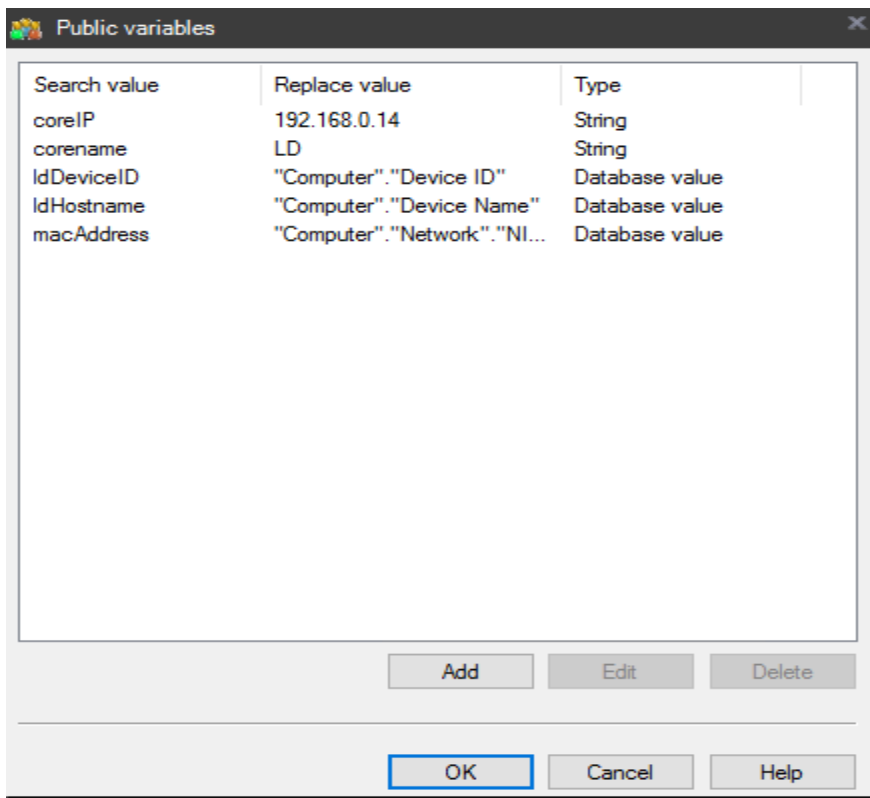 Public variables
Search value Replace value Type
coreIP 192.168.0.14 String
corename LD String
ldDeviceID "Computer"."Device ID" Database value
ldHostname "Computer"."Device Name" Database value
macAddress "Computer"."Network"."NI... Database value
Add Edit Delete
OK Cancel Help